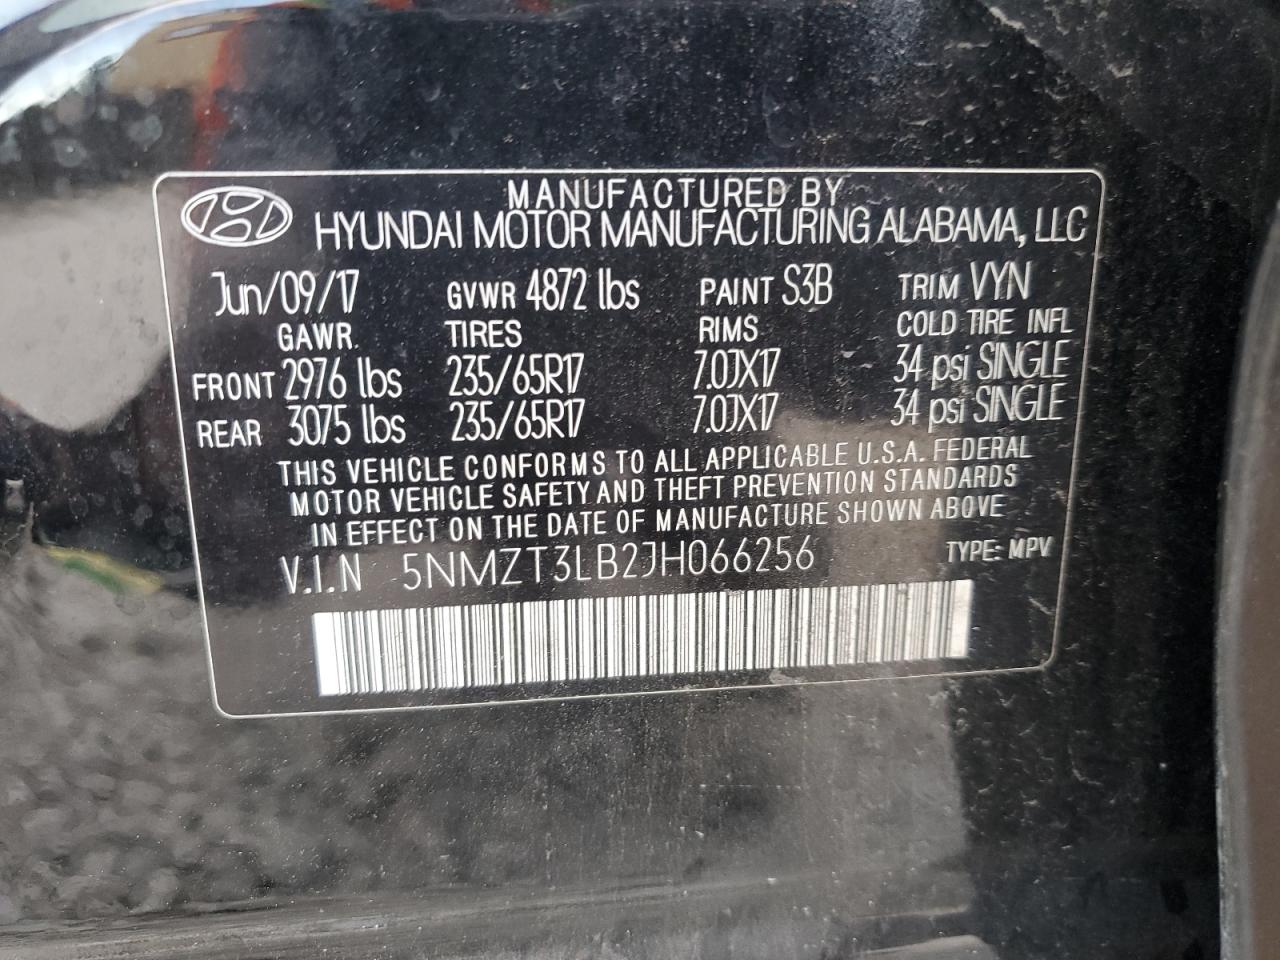 MANUFACTURED BY
HYUNDAI MOTOR MANUFACTURING ALABAMA, LLC
Jun/09/17 GVWR 4872 lbs PAINT S3B TRIM VYN
GAWR TIRES RIMS COLD TIRE INFL
FRONT 2976 lbs 235/65R17 7.0JX17 34 psi SINGLE
REAR 3075 lbs 235/65R17 7.0JX17 34 psi SINGLE
THIS VEHICLE CONFORMS TO ALL APPLICABLE U.S.A. FEDERAL
MOTOR VEHICLE SAFETY AND THEFT PREVENTION STANDARDS
IN EFFECT ON THE DATE OF MANUFACTURE SHOWN ABOVE
V.I.N 5NMZT3LB2JH066256 TYPE: MPV